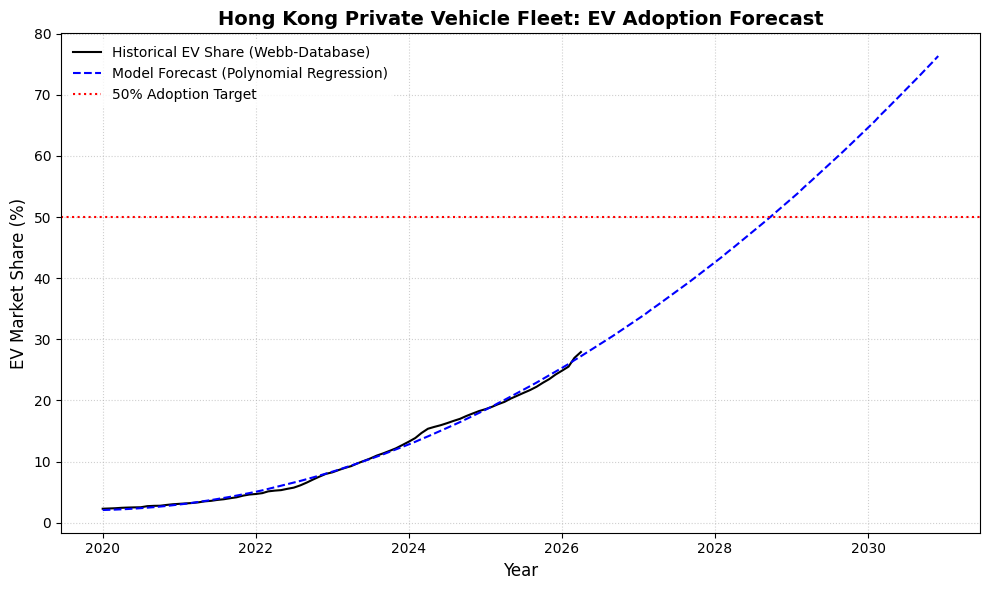 Hong Kong Private Vehicle Fleet: EV Adoption Forecast
Historical EV Share (Webb-Database)
Model Forecast (Polynomial Regression)
50% Adoption Target
EV Market Share (%)
80
70
60
50
40
30
20
10
0
2020
2022
2024
2026
2028
2030
Year